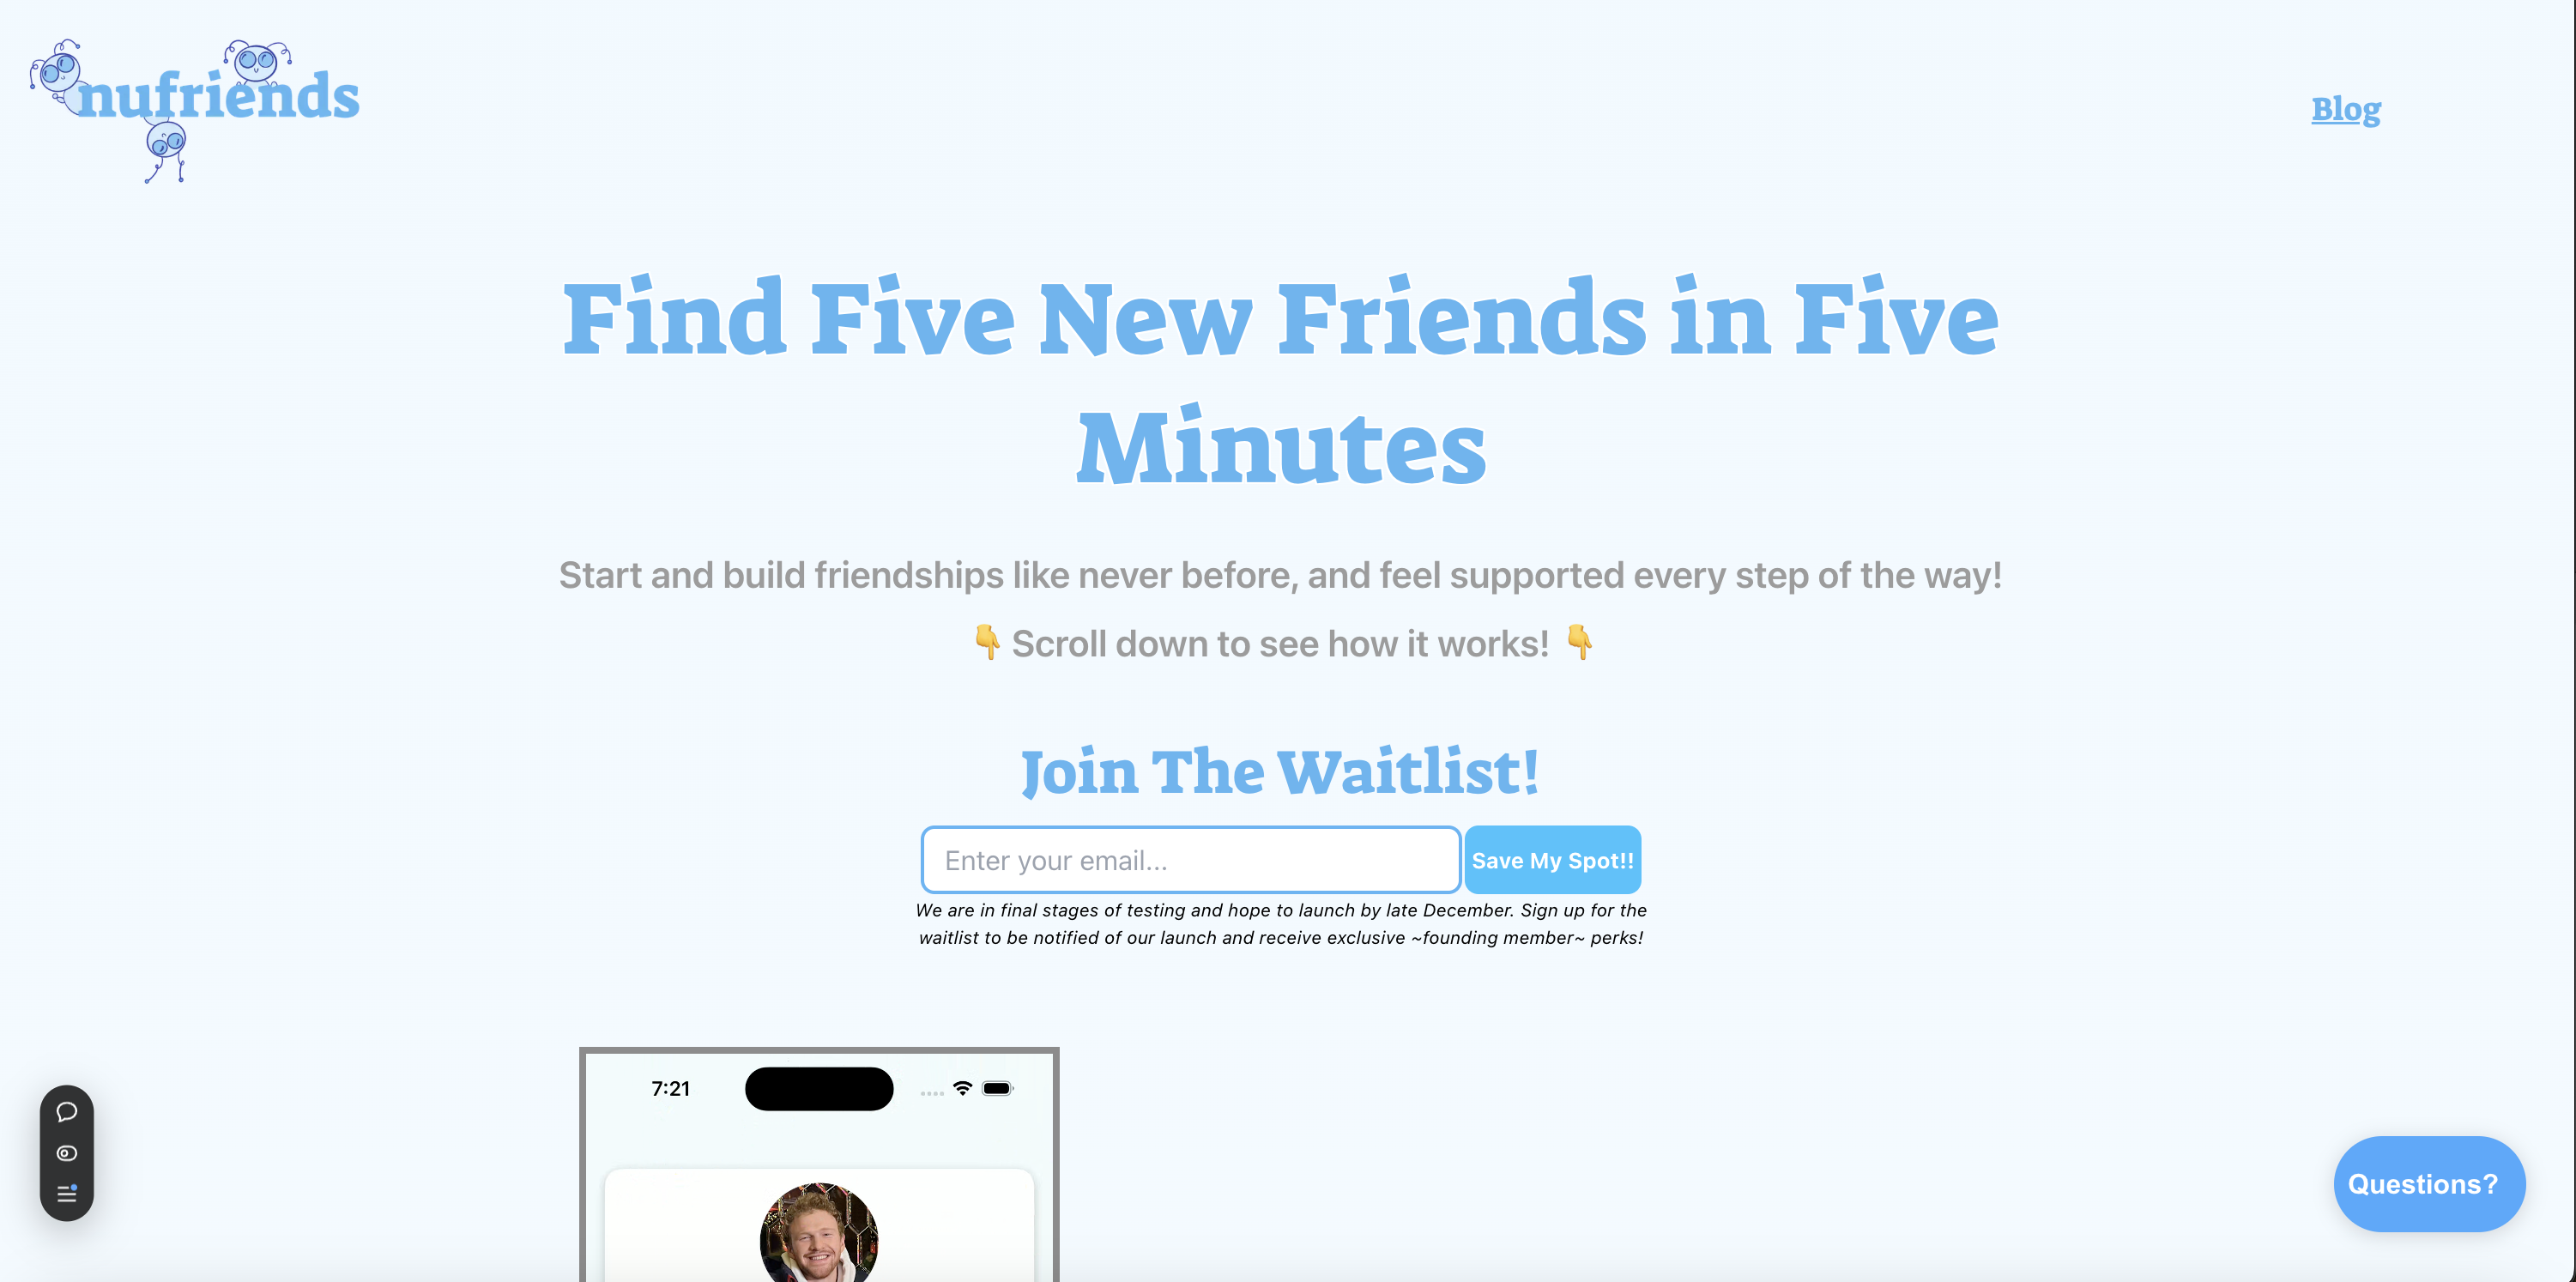 nufriends
Blog
Find Five New Friends in Five
Minutes
Start and build friendships like never before, and feel supported every step of the way!
👇 Scroll down to see how it works! 👇
Join The Waitlist!
Enter your email...
Save My Spot!!
We are in final stages of testing and hope to launch by late December. Sign up for the
waitlist to be notified of our launch and receive exclusive ~founding member~ perks!
7:21
Questions?